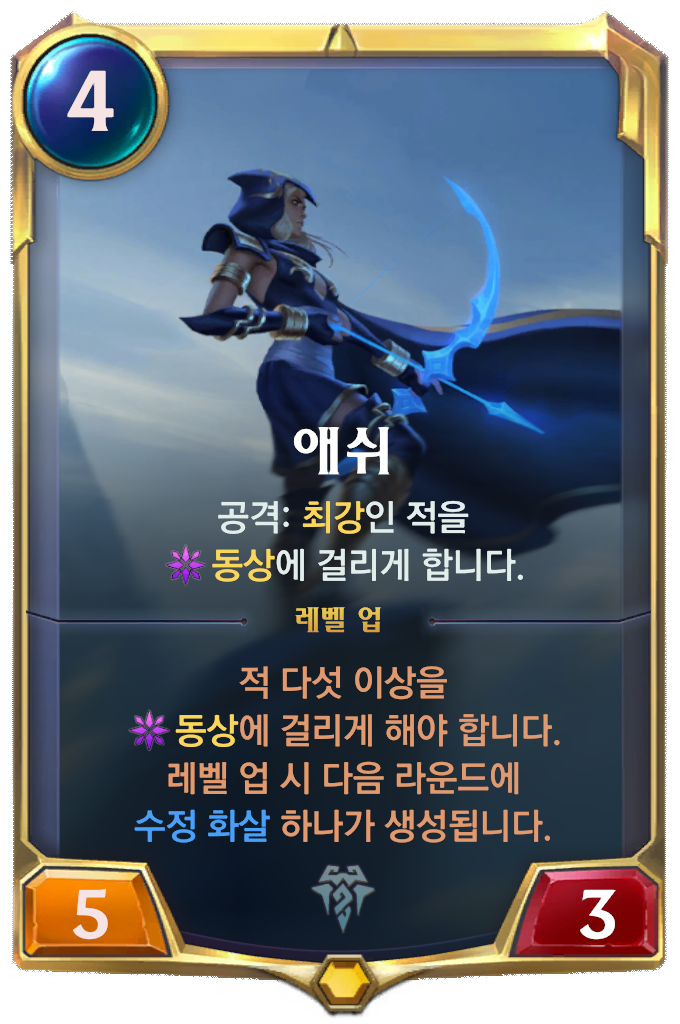 4
애쉬
공격: 최강인 적을
동상에 걸리게 합니다.
레벨 업
적 다섯 이상을
동상에 걸리게 해야 합니다.
레벨 업 시 다음 라운드에
수정 화살 하나가 생성됩니다.
5
3